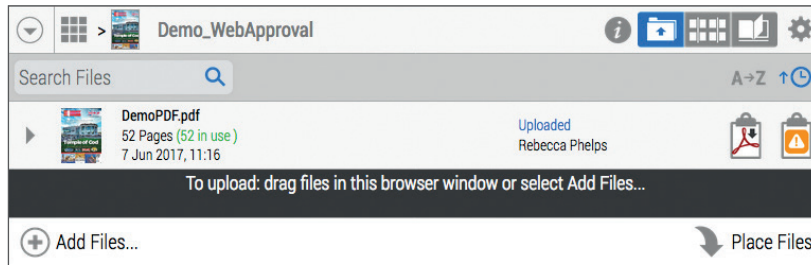 > Demo_WebApproval
Search Files A→Z
DemoPDF.pdf
52 Pages (52 in use )
7 Jun 2017, 11:16
Uploaded
Rebecca Phelps
To upload: drag files in this browser window or select Add Files...
Add Files... Place Files